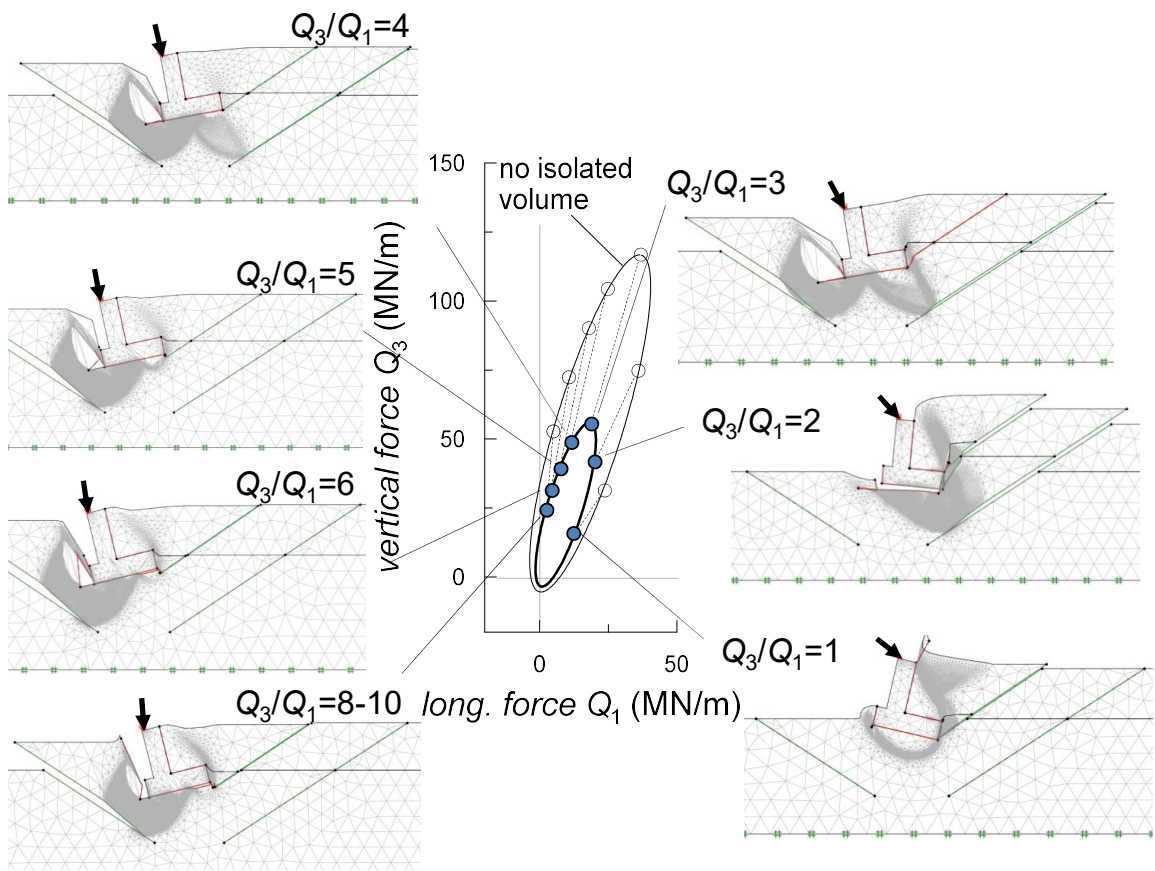 Q3/Q1=4
150
no isolated
volume
Q3/Q1=3
Q3/Q1=5
vertical force Q3 (MN/m)
100
Q3/Q1=2
50
Q3/Q1=6
0
0
50
Q3/Q1=1
Q3/Q1=8-10
long. force Q1 (MN/m)